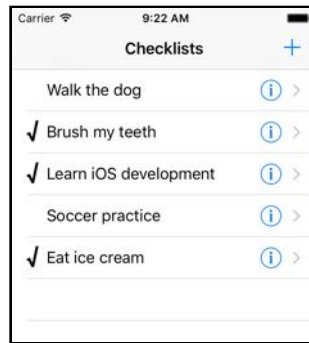 Carrier 9:22 AM
Checklists +
Walk the dog
√ Brush my teeth
√ Learn iOS development
Soccer practice
√ Eat ice cream